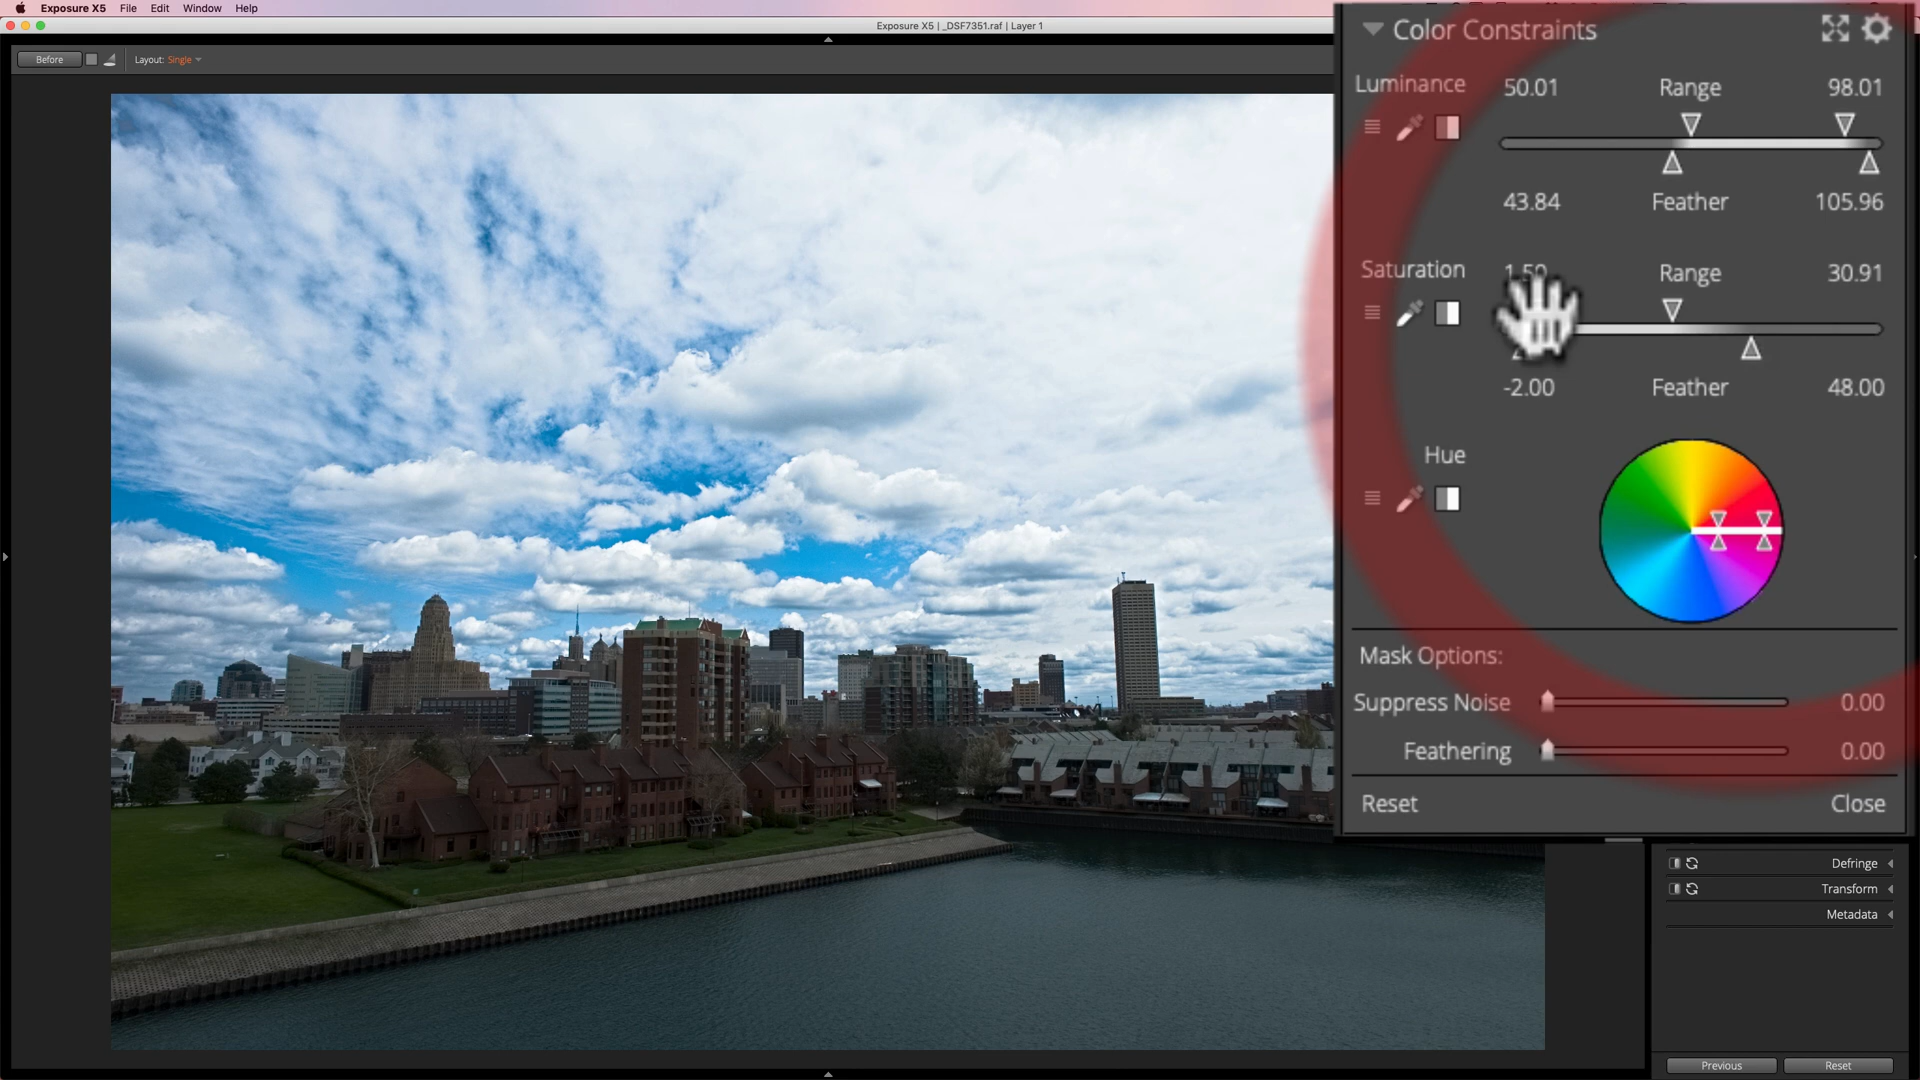 Exposure X5 File Edit Window Help
Exposure X5 | _DSF7351.raf | Layer 1
Before Layout: Single
Color Constraints
Luminance 50.01 Range 98.01
43.84 Feather 105.96
Saturation 1.50 Range 30.91
-2.00 Feather 48.00
Hue
Mask Options:
Suppress Noise 0.00
Feathering 0.00
Reset Close
Defringe
Transform
Metadata
Previous Reset